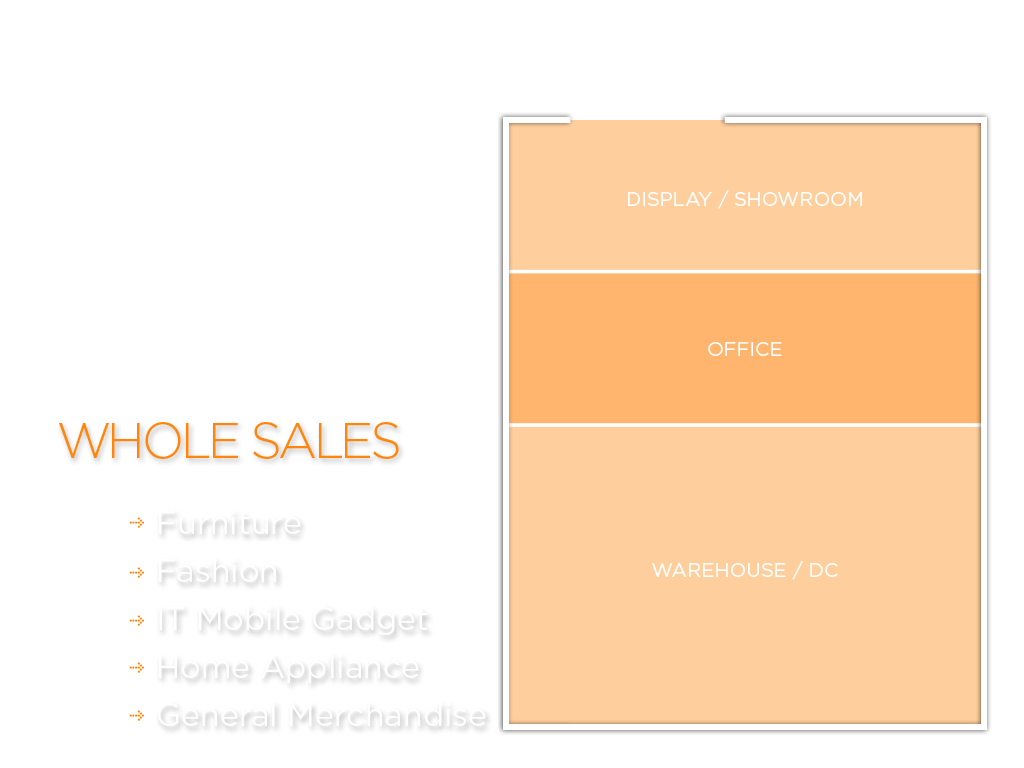 DISPLAY / SHOWROOM
OFFICE
WHOLE SALES
Furniture
Fashion
IT Mobile Gadget
Home Appliance
General Merchandise
WAREHOUSE / DC